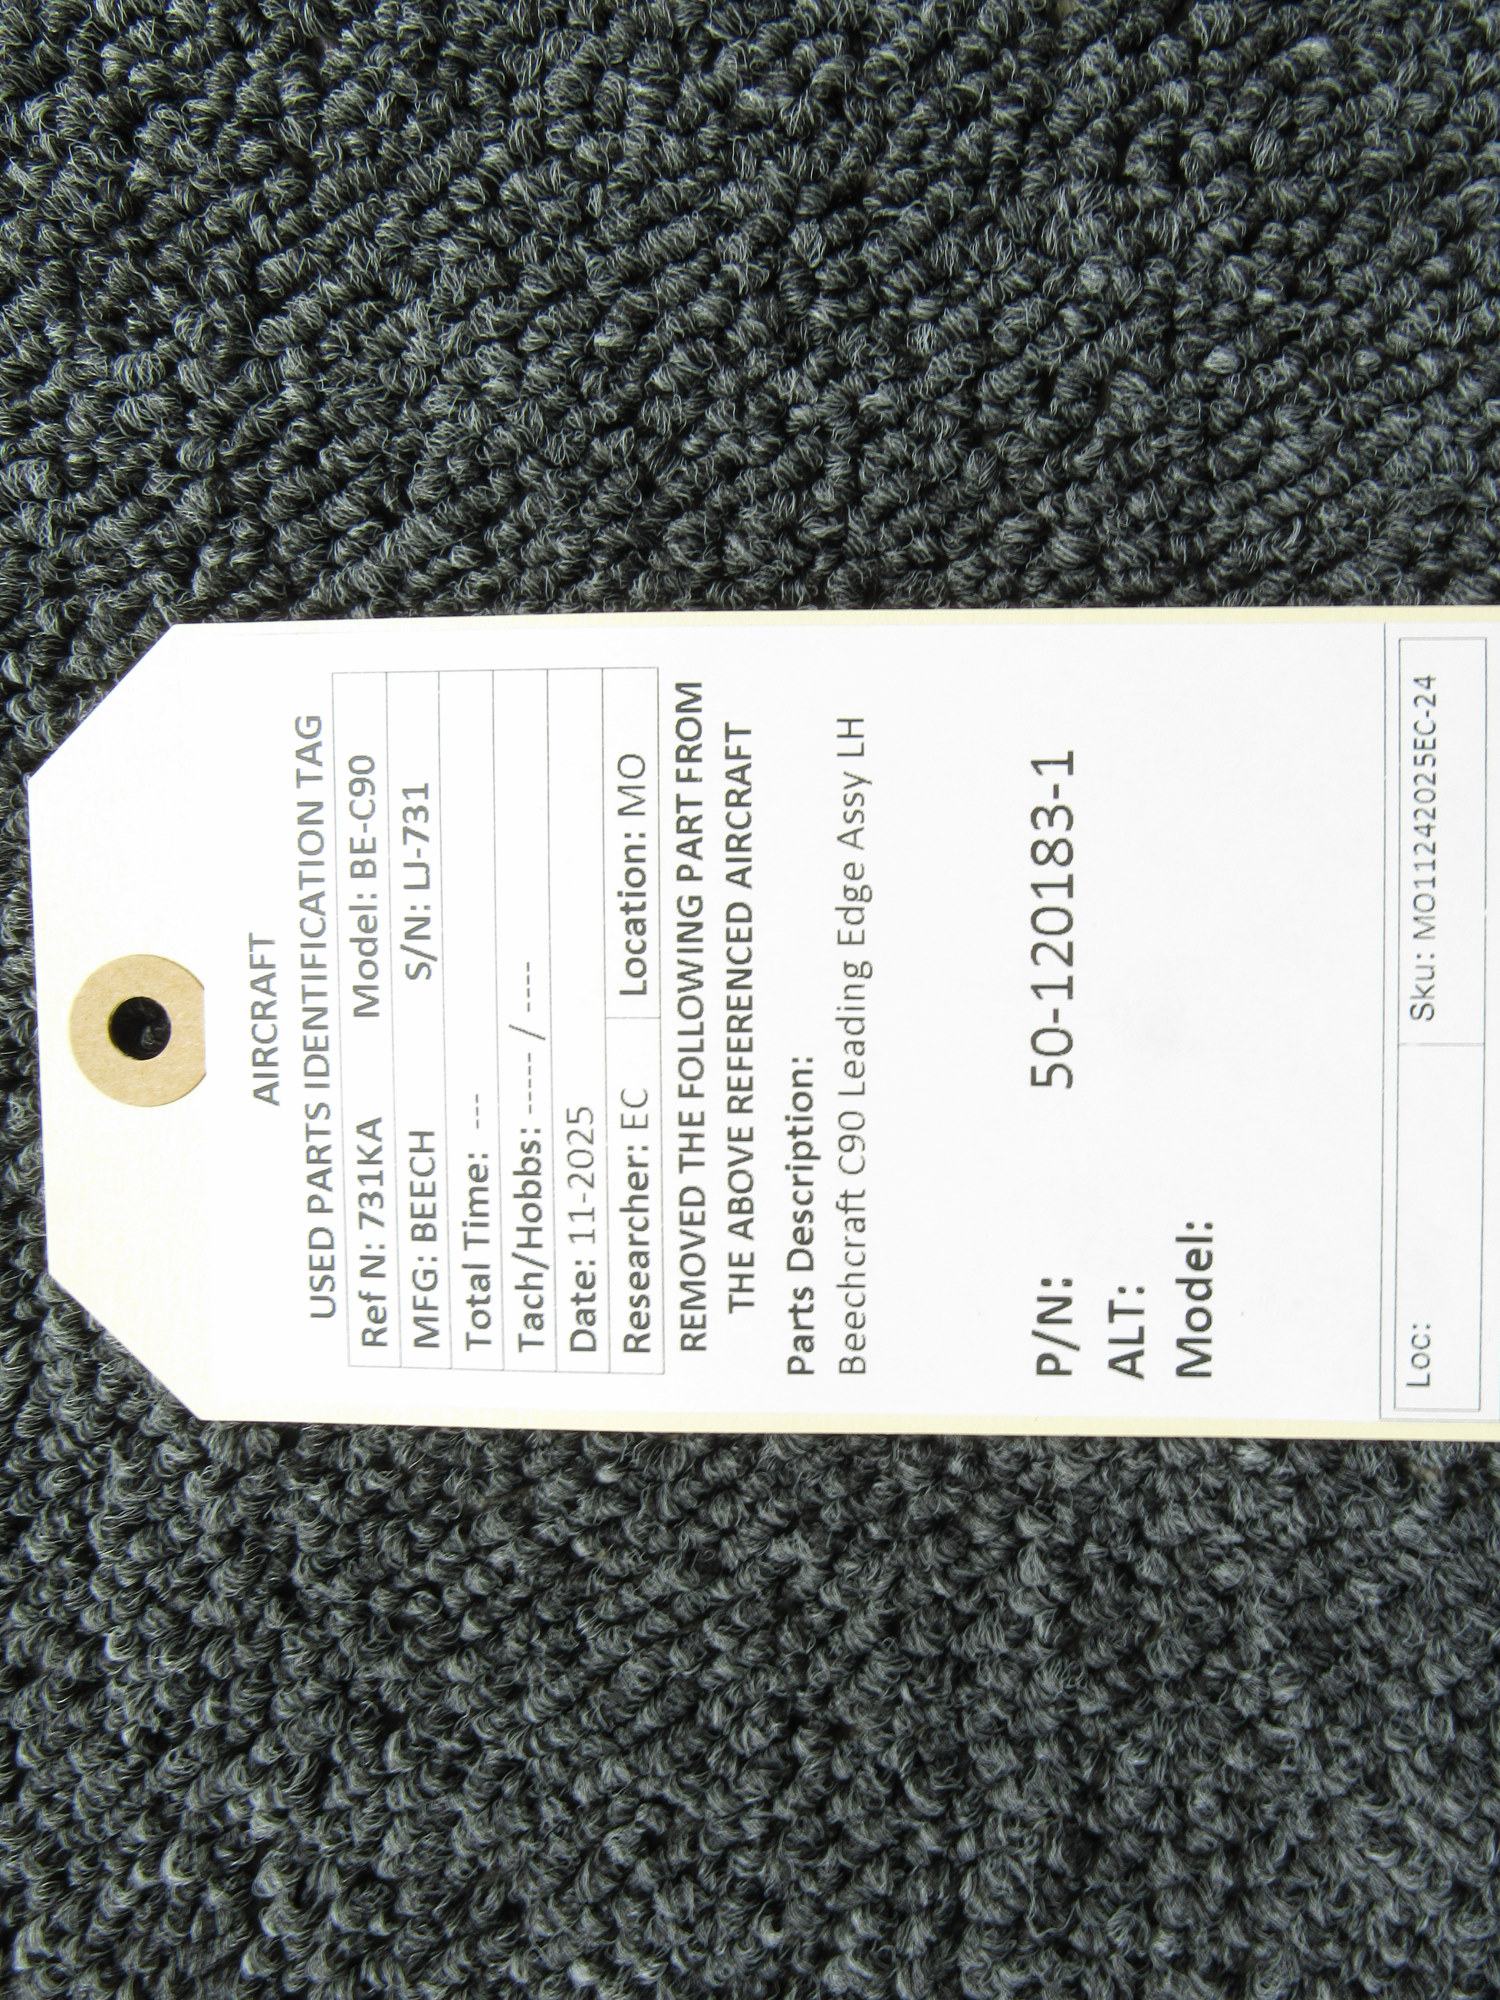 AIRCRAFT
USED PARTS IDENTIFICATION TAG
Ref N: 731KA Model: BE-C90
MFG: BEECH S/N: LJ-731
Total Time: ---
Tach/Hobbs: ----- / ----
Date: 11-2025
Researcher: EC Location: MO
REMOVED THE FOLLOWING PART FROM
THE ABOVE REFERENCED AIRCRAFT
Parts Description:
Beechcraft C90 Leading Edge Assy LH
P/N: 50-120183-1
ALT:
Model:
Loc: Sku: MO11242025EC-24